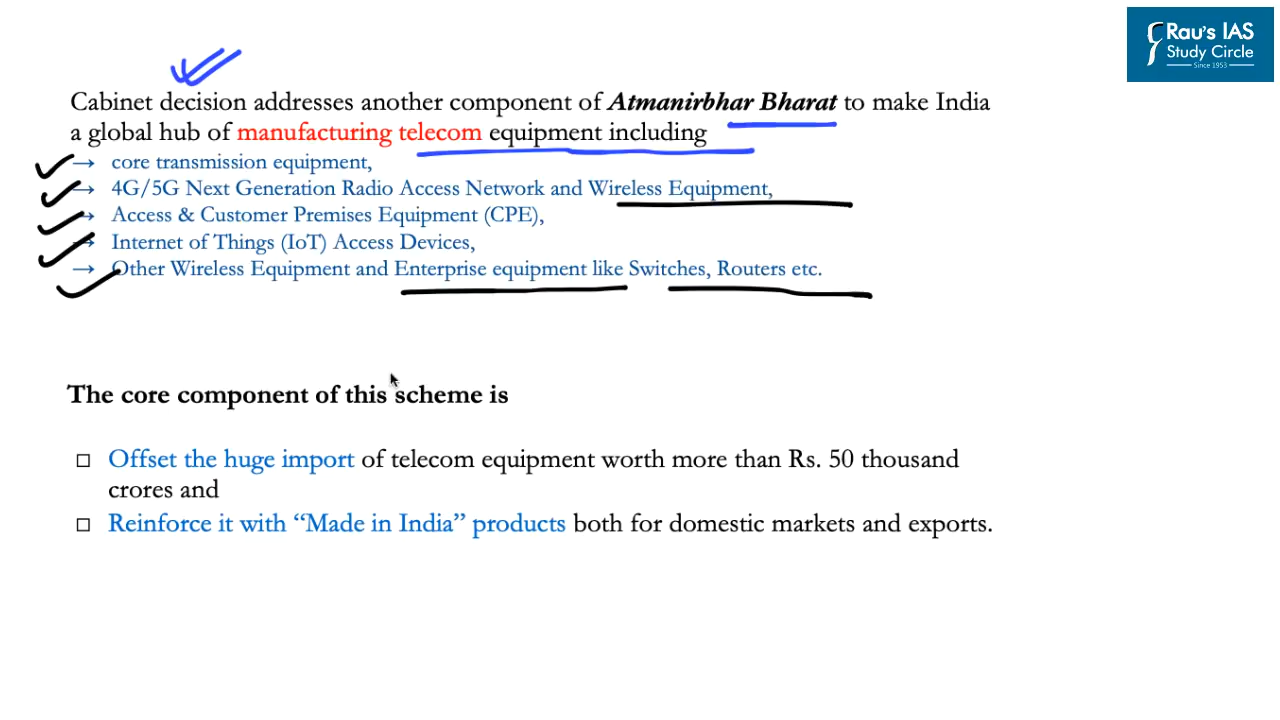 Rau's IAS
Study Circle
Since 1953
Cabinet decision addresses another component of Atmanirbhar Bharat to make India
a global hub of manufacturing telecom equipment including
→ core transmission equipment,
→ 4G/5G Next Generation Radio Access Network and Wireless Equipment,
→ Access & Customer Premises Equipment (CPE),
→ Internet of Things (IoT) Access Devices,
→ Other Wireless Equipment and Enterprise equipment like Switches, Routers etc.
The core component of this scheme is
□ Offset the huge import of telecom equipment worth more than Rs. 50 thousand
crores and
□ Reinforce it with “Made in India” products both for domestic markets and exports.